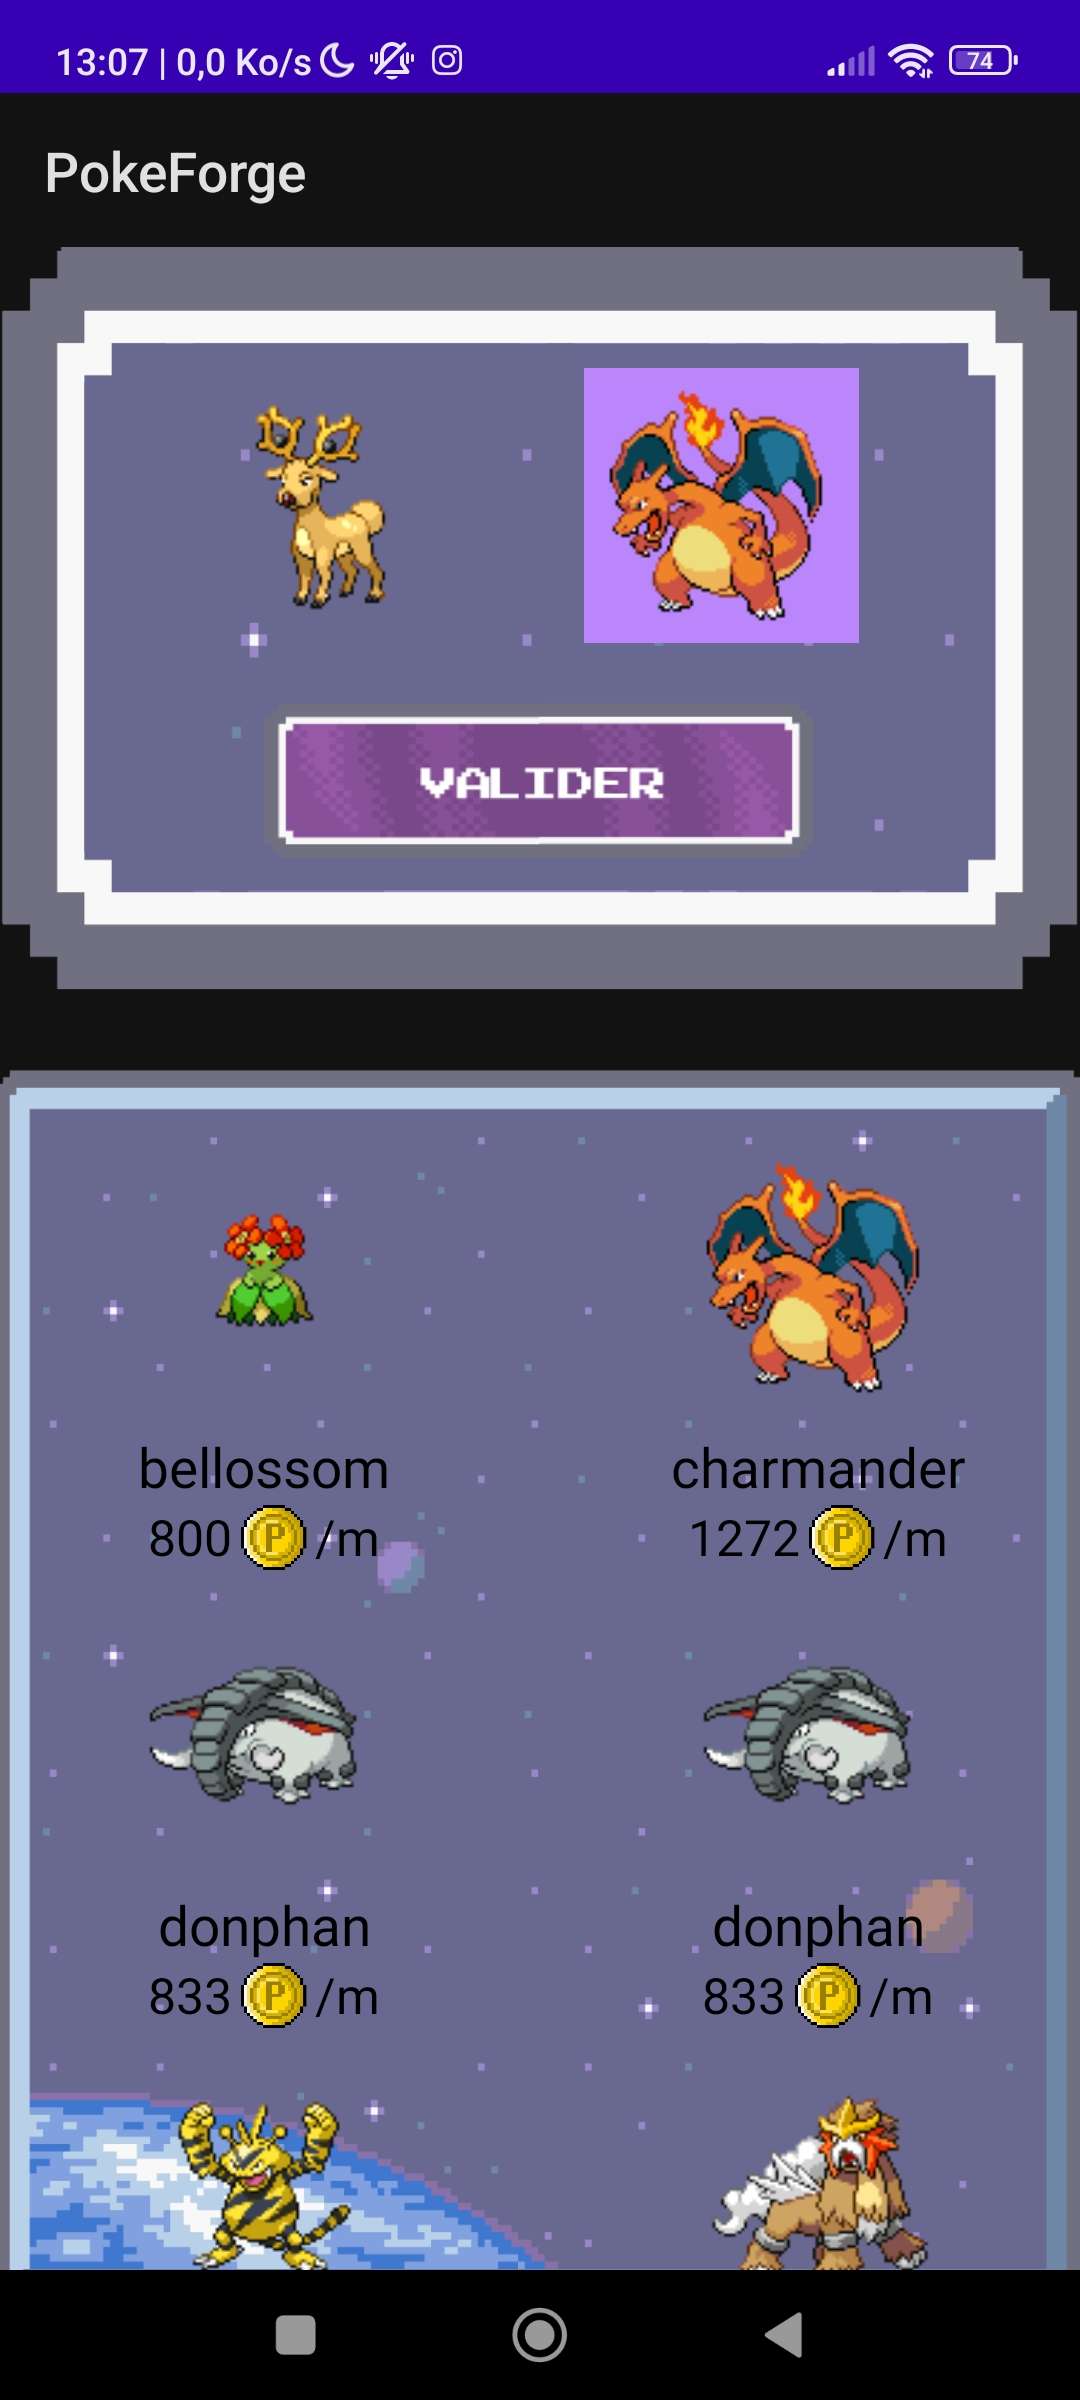 13:07 | 0,0 Ko/s
74
PokeForge
VALIDER
bellossom
charmander
800 P /m
1272 P /m
donphan
donphan
833 P /m
833 P /m